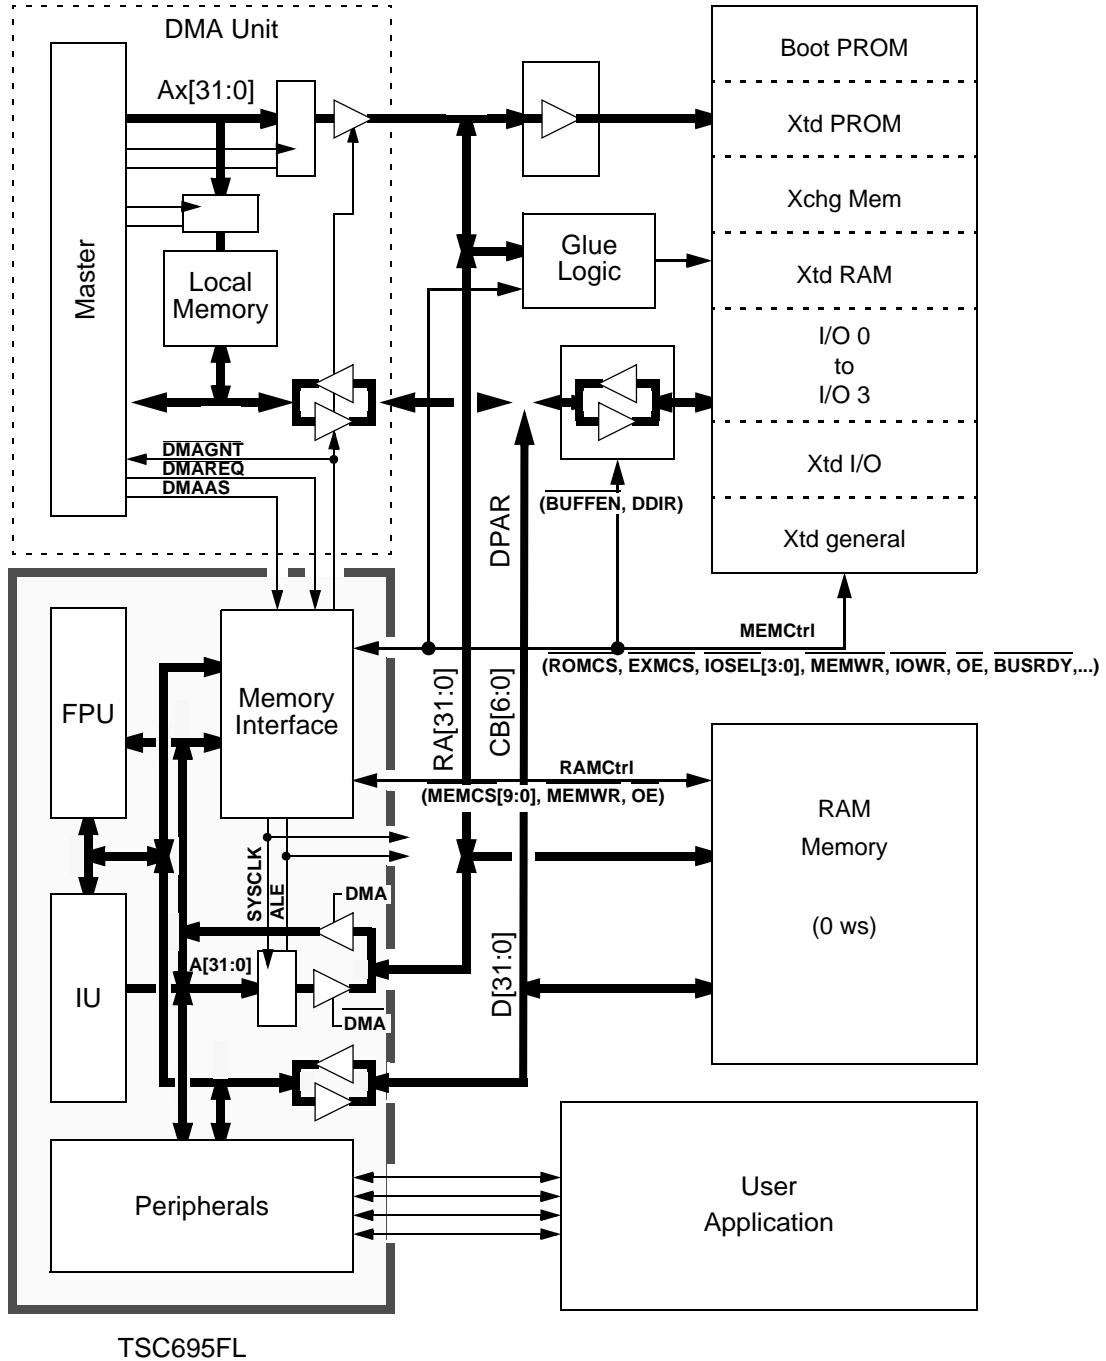 DMA Unit
Ax[31:0]
Master
Local
Memory
DMAGNT
DMAREQ
DMAAS
Boot PROM
Xtd PROM
Xchg Mem
Xtd RAM
I/O 0
to
I/O 3
Xtd I/O
Xtd general
Glue
Logic
(BUFFEN, DDIR)
DPAR
MEMCtrl
(ROMCS, EXMCS, IOSEL[3:0], MEMWR, IOWR, OE, BUSRDY,...)
RA[31:0]
CB[6:0]
FPU
Memory
Interface
RAMCtrl
(MEMCS[9:0], MEMWR, OE)
RAM
Memory
(0 ws)
SYSCLK
ALE
DMA
A[31:0]
IU
DMA
D[31:0]
Peripherals
User
Application
TSC695FL